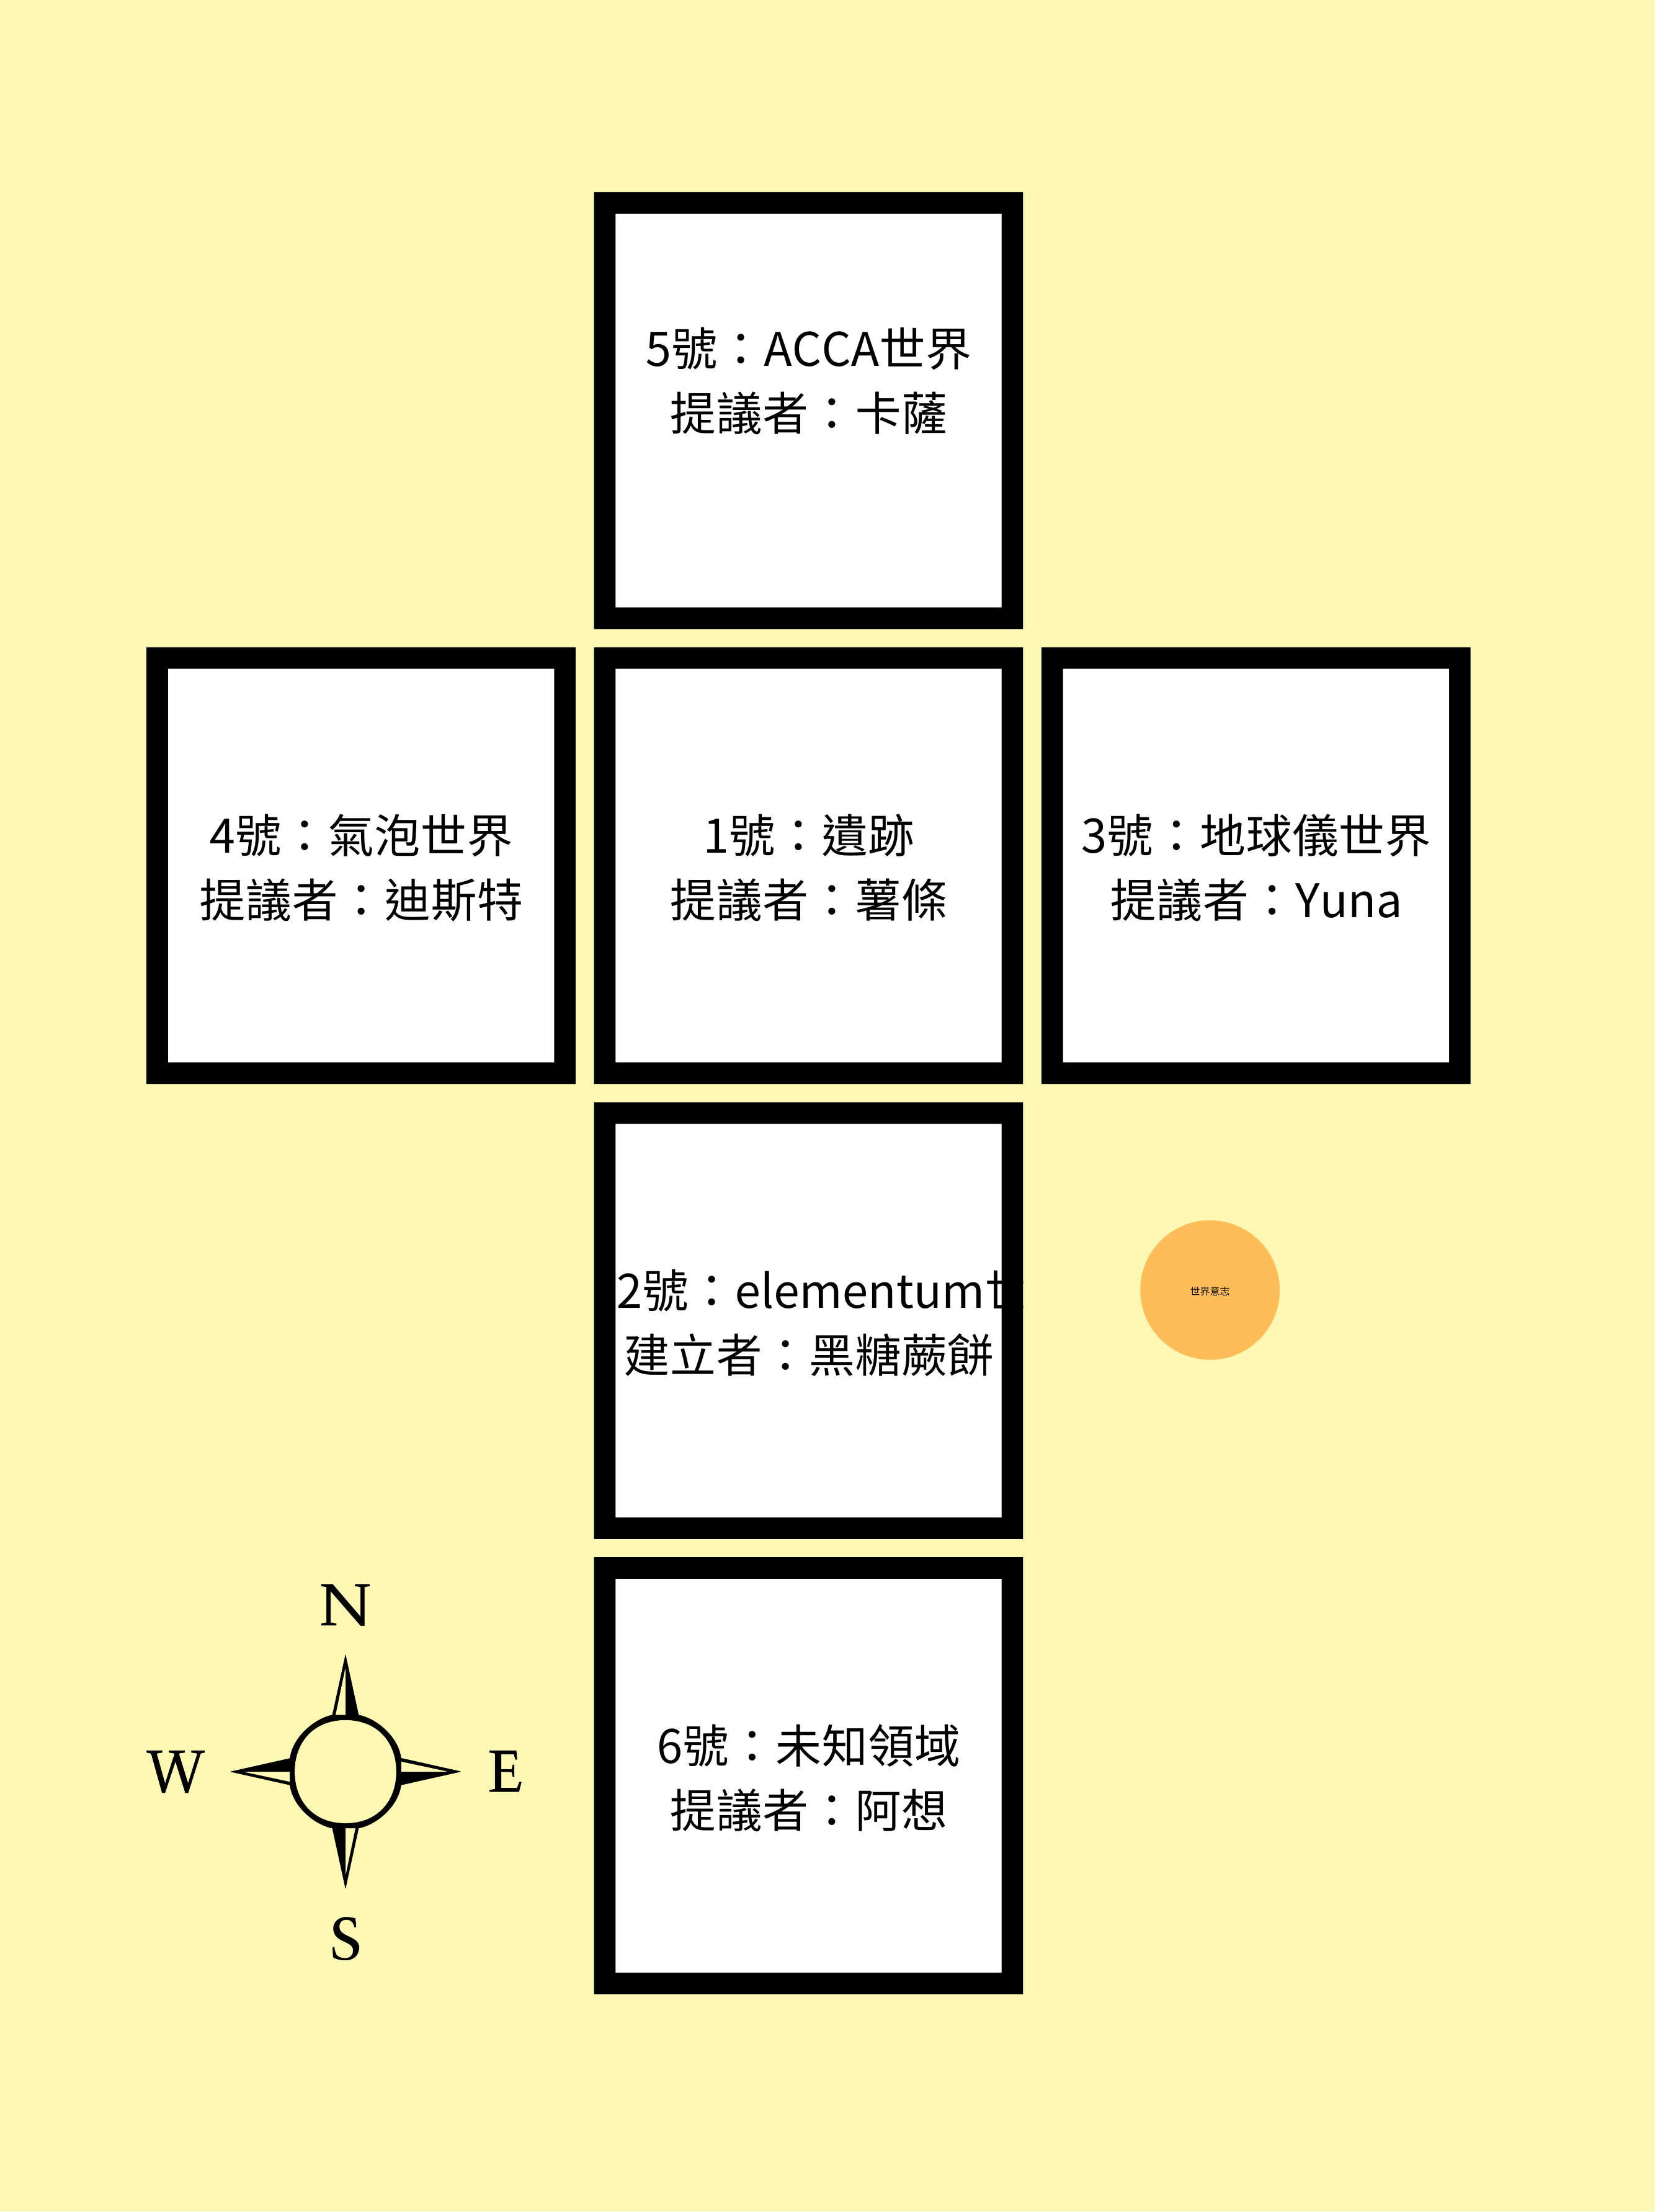 5號：ACCA世界
提議者：卡薩
4號：氣泡世界
提議者：迪斯特
1號：遺跡
提議者：薯條
3號：地球儀世界
提議者：Yuna
2號：elementum
建立者：黑糖蕨餅
世界意志
6號：未知領域
提議者：阿想
N
W
E
S